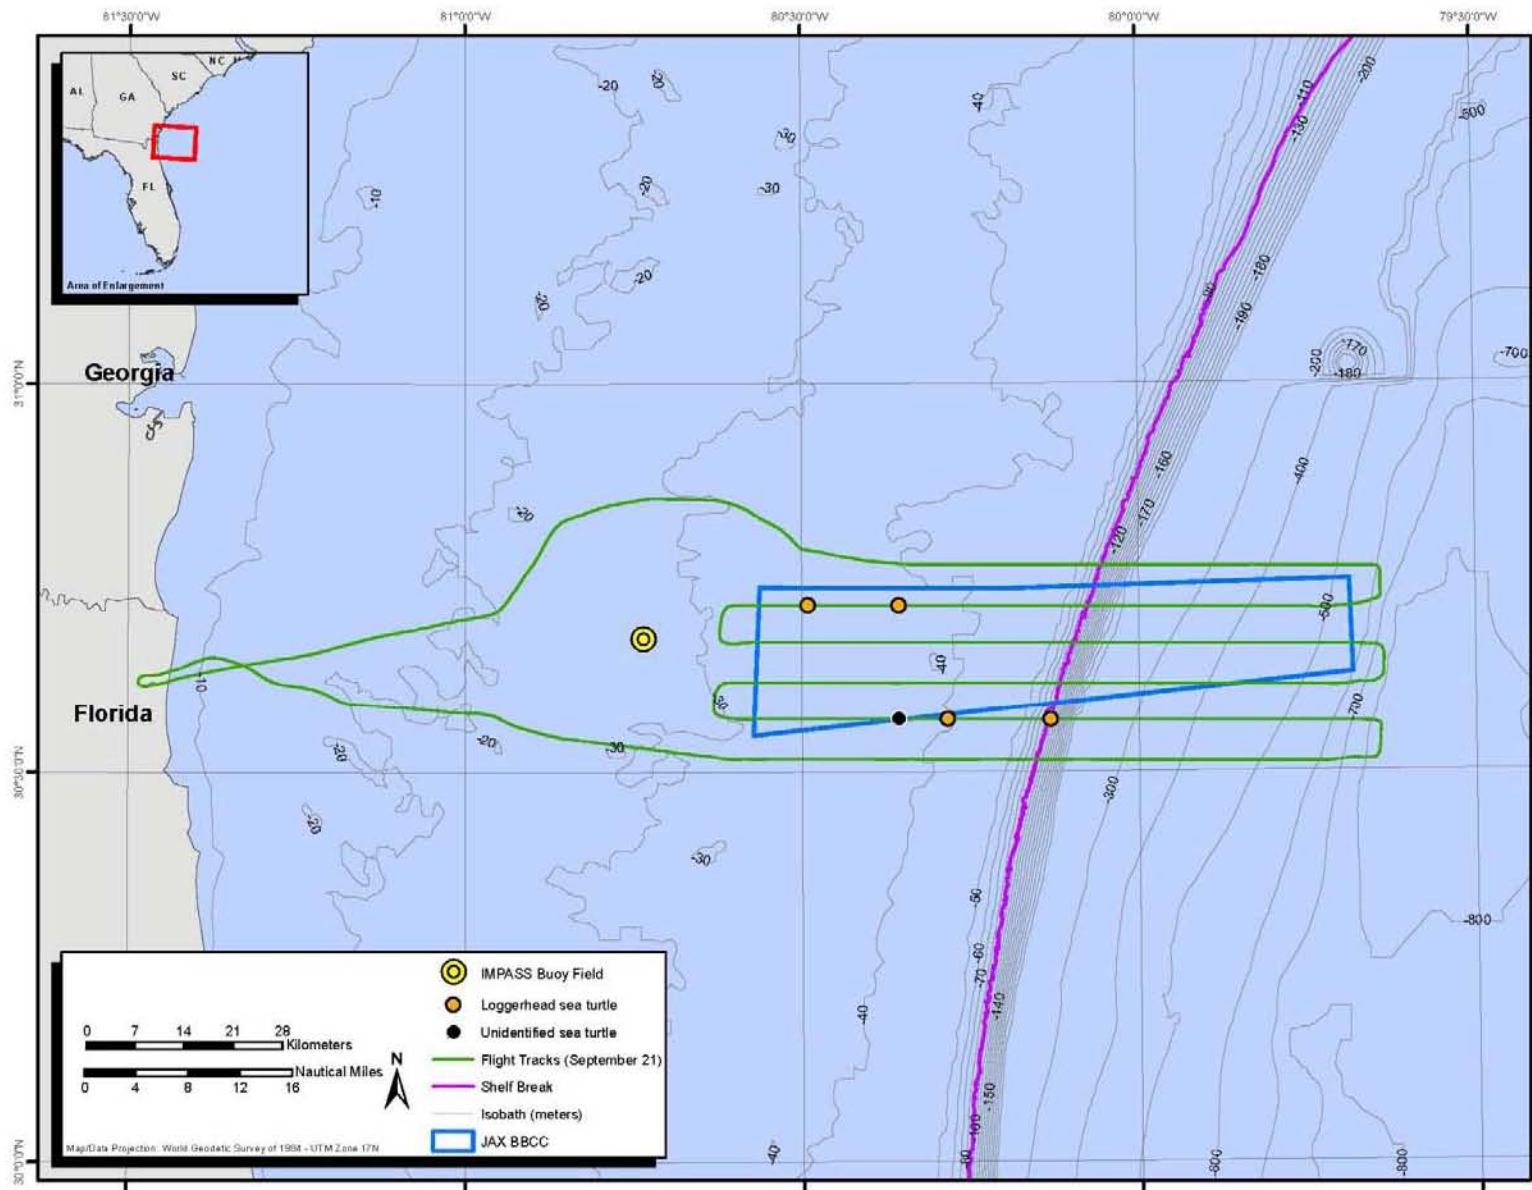 81°30'0"W 81°0'0"W 80°30'0"W 80°0'0"W 79°30'0"W
NC
SC
AL
GA
FL
Area of Enlargement
-20
-20
-40
-110
-200
-130
-600
-30
-10
-20
-30
-20
-20
-180
-90
-190
-200
-170
-180
-700
Georgia
31°0'0"N
-160
-400
-20
-170
-120
-500
-40
-10
-30
-700
Florida
-20
-20
-30
30°30'0"N
-300
-20
-30
-50
-800
-60
-70
-140
-40
-150
-100
-80
-40
-600
-800
30°0'0"N
IMPASS Buoy Field
Loggerhead sea turtle
Unidentified sea turtle
Flight Tracks (September 21)
Shelf Break
Isobath (meters)
JAX BBCC
0 7 14 21 28
Kilometers
Nautical Miles
0 4 8 12 16
N
Map/Data Projection: World Geodetic Survey of 1984 - UTM Zone 17N